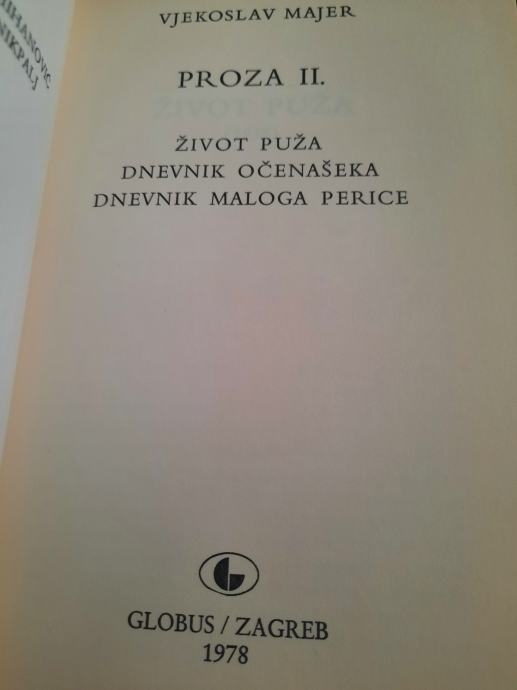 VJEKOSLAV MAJER
PROZA II.
ŽIVOT PUŽA
DNEVNIK OČENAŠEKA
DNEVNIK MALOGA PERICE
GLOBUS / ZAGREB
1978